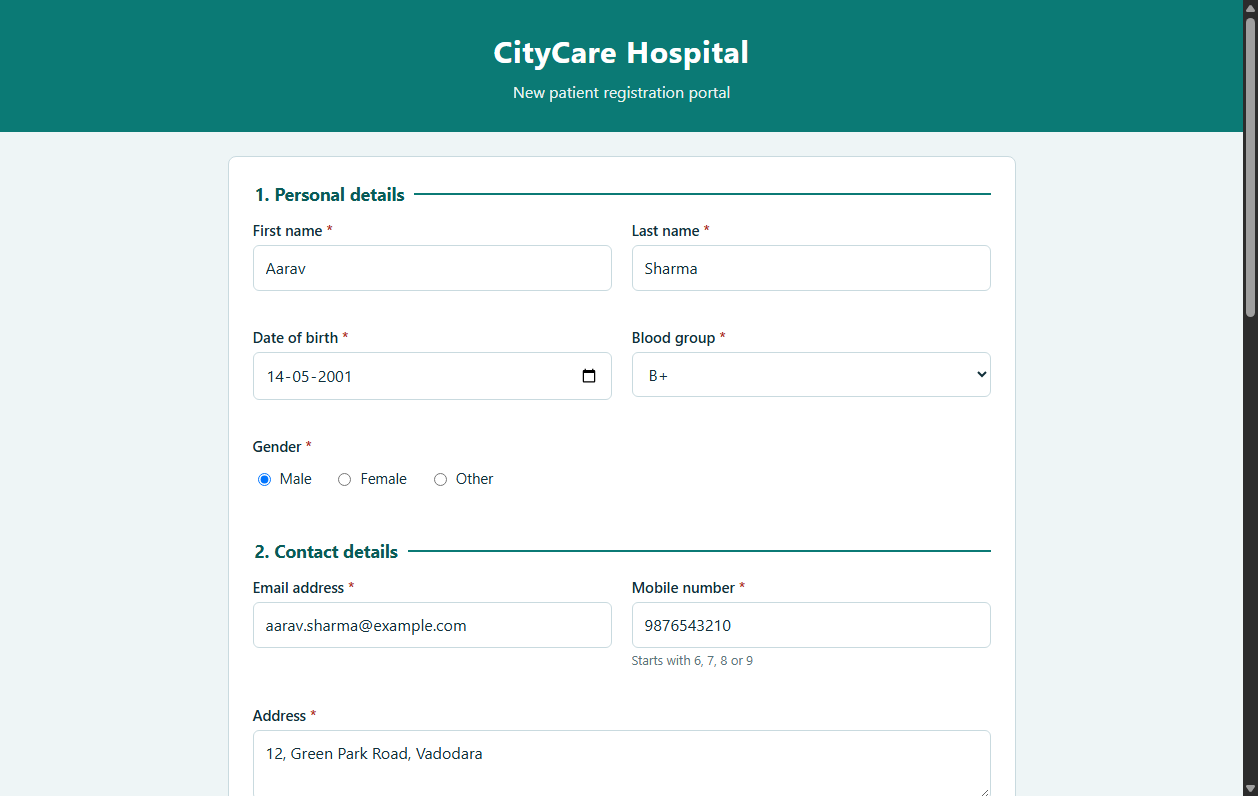 CityCare Hospital
New patient registration portal
1. Personal details
First name *
Last name *
Aarav
Sharma
Date of birth *
Blood group *
14-05-2001
B+
Gender *
Male
Female
Other
2. Contact details
Email address *
Mobile number *
aarav.sharma@example.com
9876543210
Starts with 6, 7, 8 or 9
Address *
12, Green Park Road, Vadodara